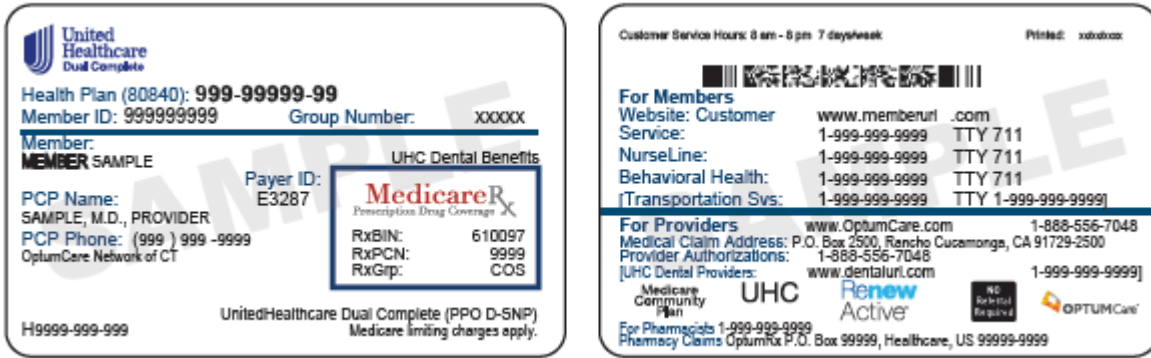 United
Healthcare
Dual Complete
Health Plan (80840): 999-99999-99
Member ID: 999999999 Group Number: XXXXX
Member:
MEMBER SAMPLE
UHC Dental Benefits
Payer ID:
E3287
PCP Name:
SAMPLE, M.D., PROVIDER
PCP Phone: (999 ) 999 -9999
OptumCare Network of CT
MedicareRx
Prescription Drug Coverage
RxBIN: 610097
RxPCN: 9999
RxGrp: COS
UnitedHealthcare Dual Complete (PPO D-SNP)
H9999-999-999 Medicare limiting charges apply.
SAMPLE
Customer Service Hours: 8 am - 8 pm 7 days/week Printed:
For Members
Website: Customer www.memberurl .com
Service: 1-999-999-9999 TTY 711
NurseLine: 1-999-999-9999 TTY 711
Behavioral Health: 1-999-999-9999 TTY 711
[Transportation Svs: 1-999-999-9999 TTY 1-999-999-9999]
For Providers www.OptumCare.com 1-888-556-7048
Medical Claim Address: P.O. Box 2500, Rancho Cucamonga, CA 91729-2500
Provider Authorizations: 1-888-556-7048
[UHC Dental Providers: www.dentalurl.com 1-999-999-9999]
Medicare
Community
Plan
UHC
Renew
Active
NO
Referral
Required
OPTUMCare
For Pharmacists 1-999-999-9999
Pharmacy Claims OptumRx P.O. Box 99999, Healthcare, US 99999-9999
SAMPLE